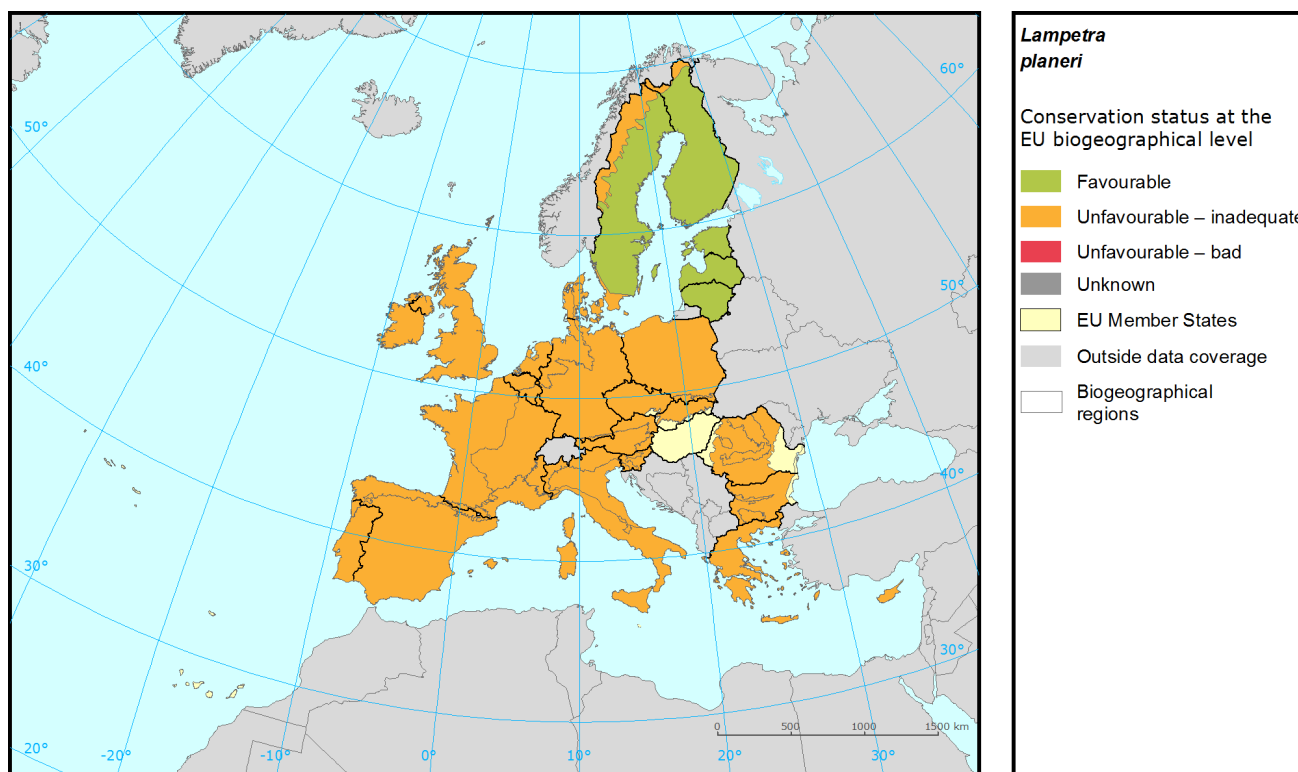 Lampetra
planeri
Conservation status at the
EU biogeographical level
Favourable
Unfavourable – inadequate
Unfavourable – bad
Unknown
EU Member States
Outside data coverage
Biogeographical
regions
60°
50°
50°
40°
40°
30°
30°
20°
-20°
-10°
0°
10°
20°
30°
0 500 1000 1500 km